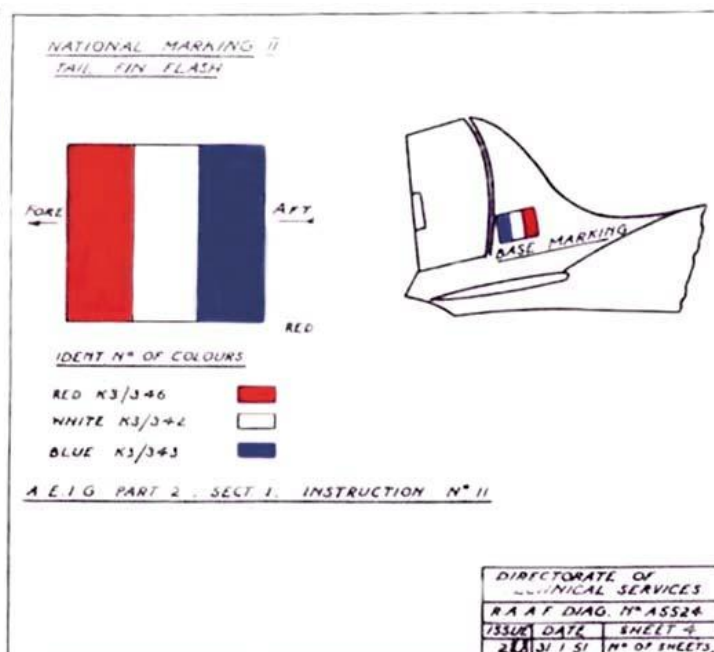 NATIONAL MARKING II
TAIL FIN FLASH
FORE
AFT
RED
BASE MARKING
IDENT Nº OF COLOURS
RED K3/346
WHITE K3/342
BLUE K3/343
A.E.I.G PART 2. SECT 1. INSTRUCTION Nº 11
DIRECTORATE OF
SERVICES
R A A F DIAG. Nº A5524
ISSUE DATE SHEET 4
31 1 51 Nº OF SHEETS